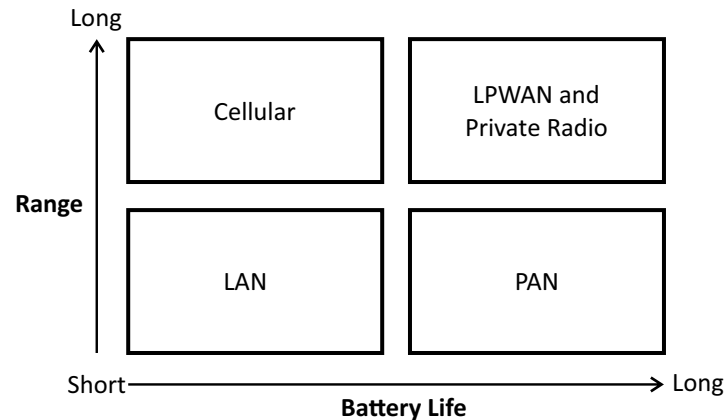 Long
Cellular
LPWAN and
Private Radio
Range
LAN
PAN
Short
Long
Battery Life